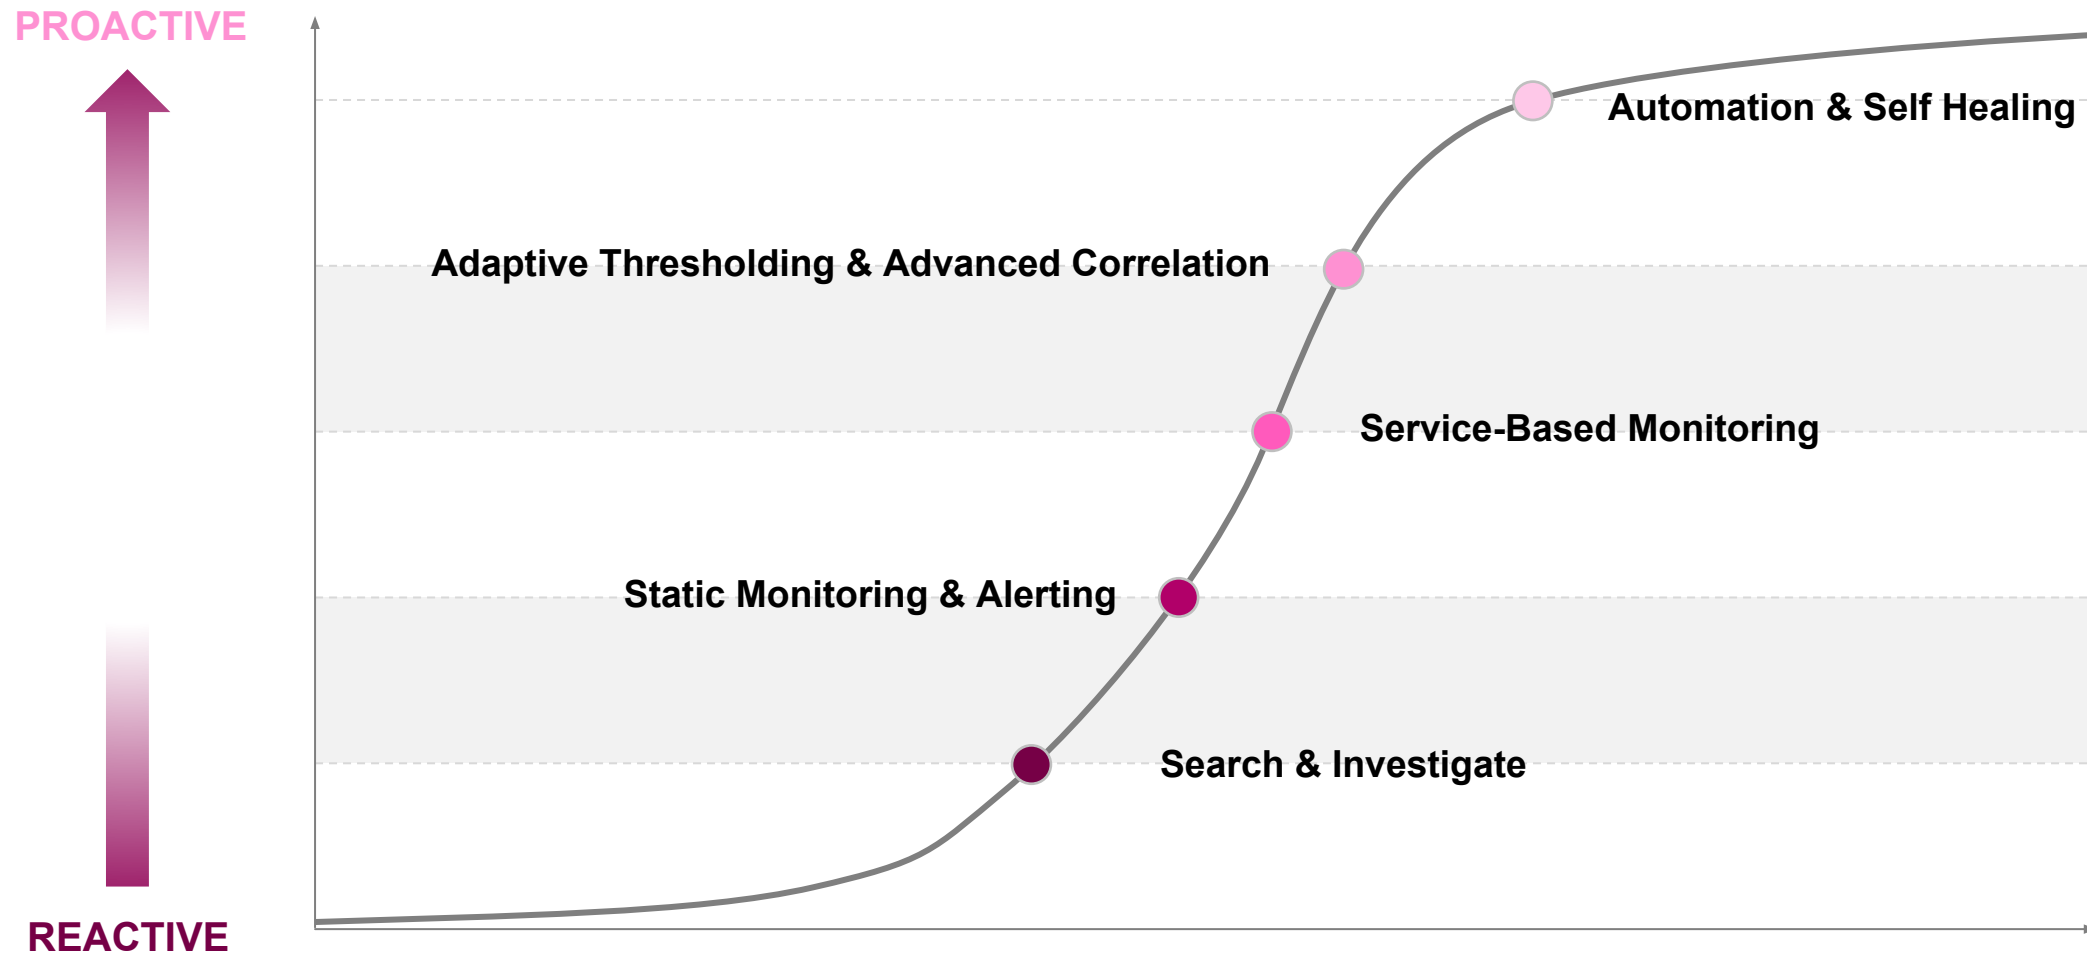 PROACTIVE
Automation & Self Healing
Adaptive Thresholding & Advanced Correlation
Service-Based Monitoring
Static Monitoring & Alerting
Search & Investigate
REACTIVE